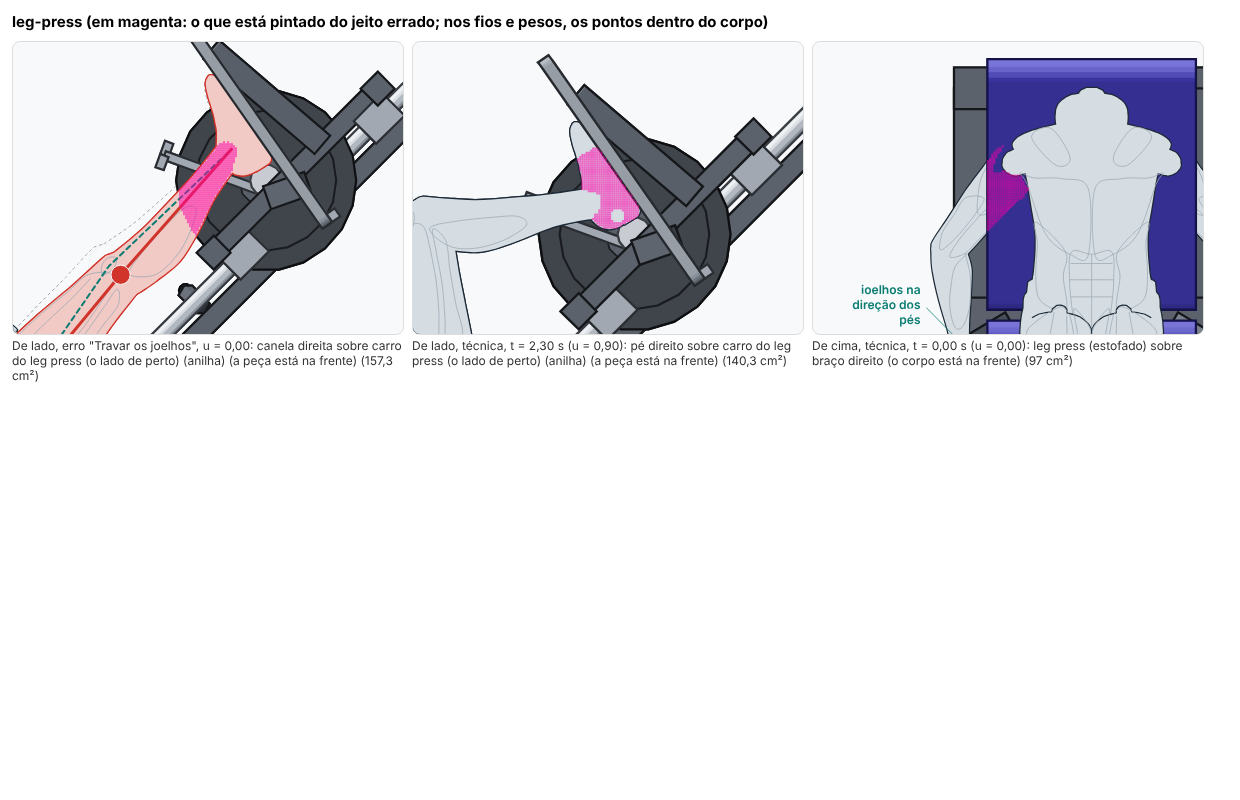 leg-press (em magenta: o que está pintado do jeito errado; nos fios e pesos, os pontos dentro do corpo)
ioelhos na
direção dos
pés
De lado, erro "Travar os joelhos", u = 0,00: canela direita sobre carro
do leg press (o lado de perto) (anilha) (a peça está na frente) (157,3
cm²)
De lado, técnica, t = 2,30 s (u = 0,90): pé direito sobre carro do leg
press (o lado de perto) (anilha) (a peça está na frente) (140,3 cm²)
De cima, técnica, t = 0,00 s (u = 0,00): leg press (estofado) sobre
braço direito (o corpo está na frente) (97 cm²)